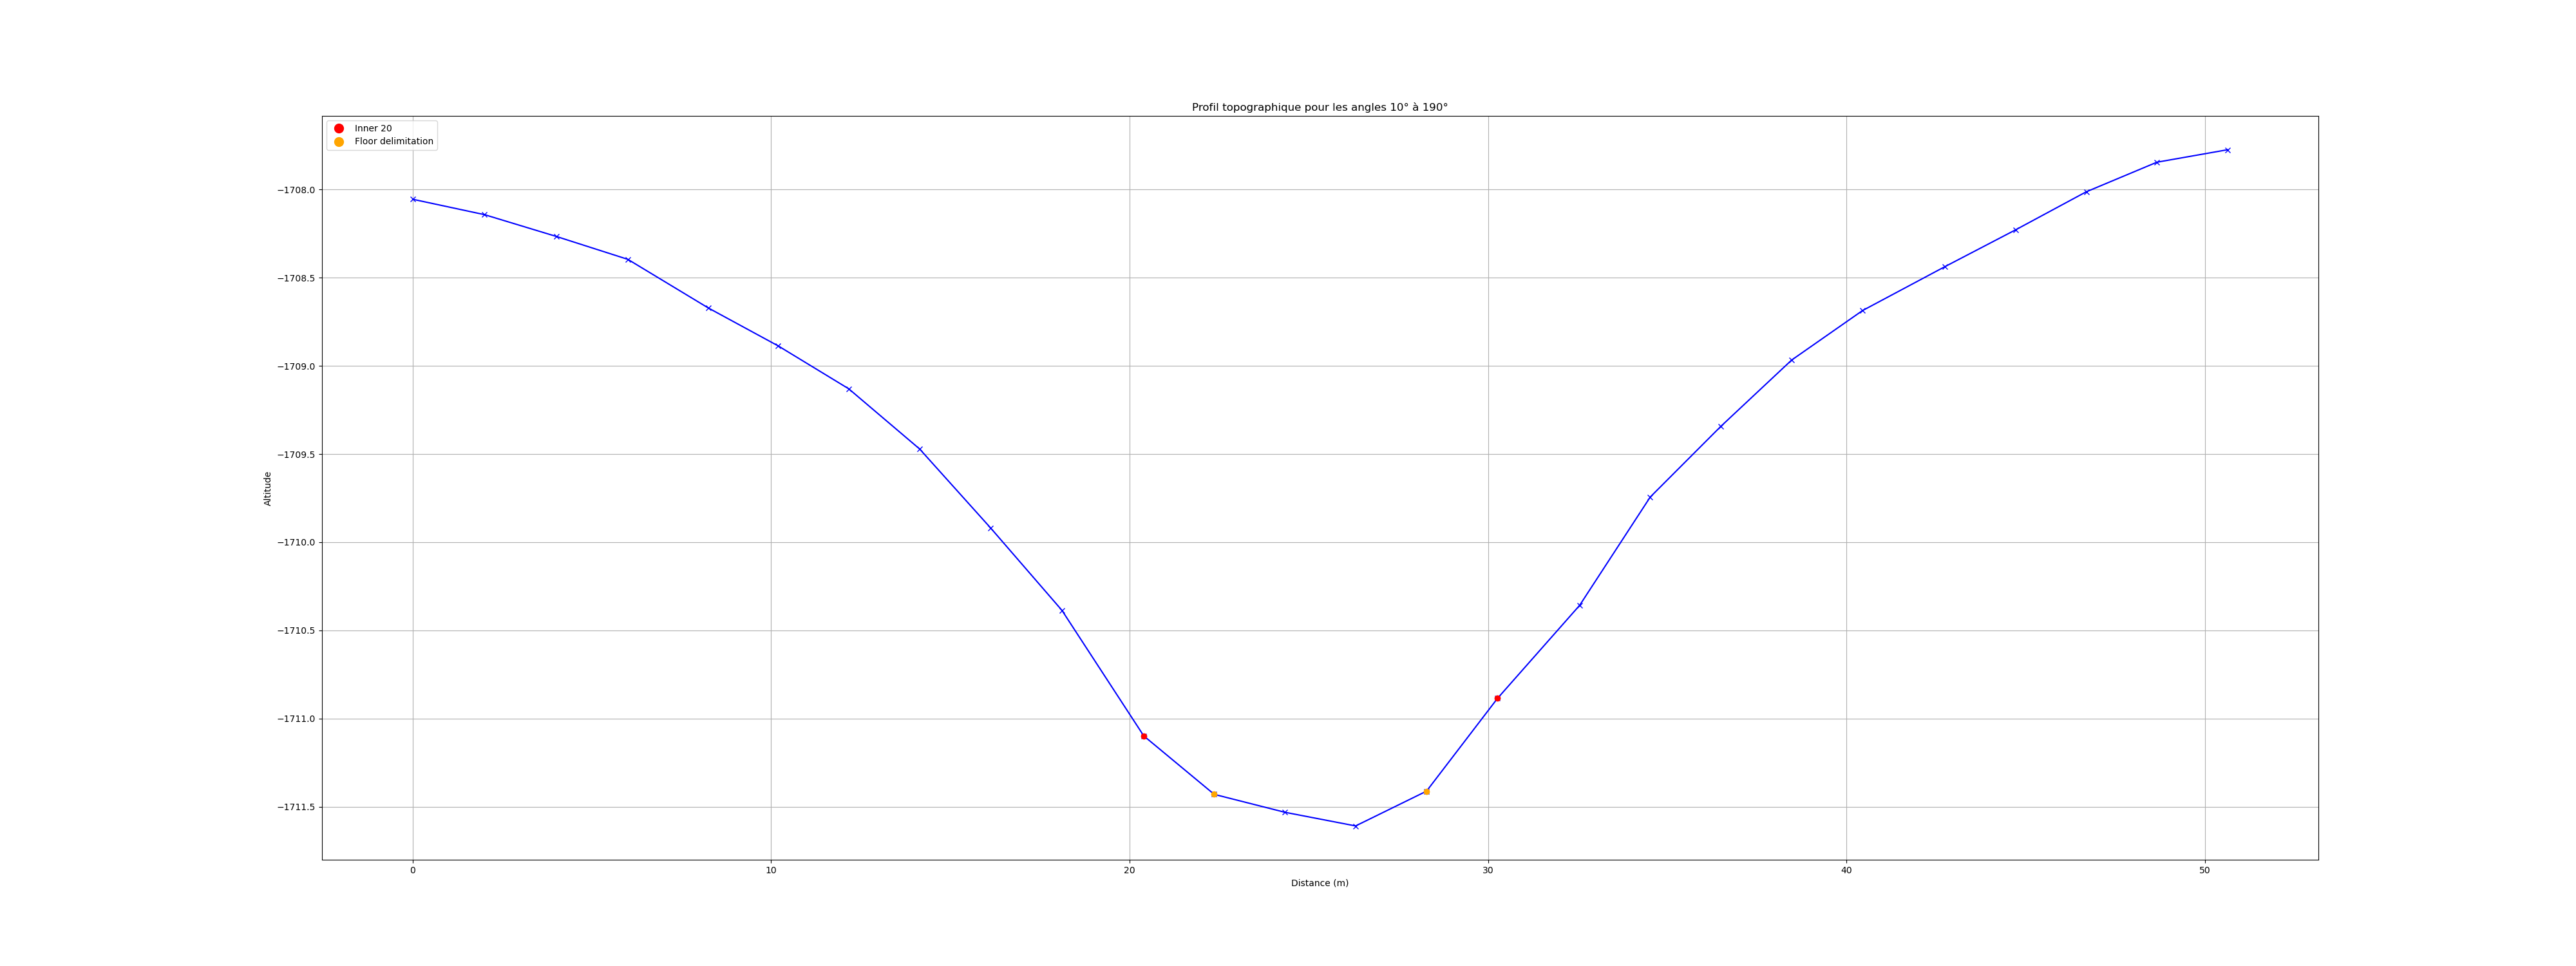 Profil topographique pour les angles 10° à 190°
Inner 20
Floor delimitation
−1708.0
−1708.5
−1709.0
−1709.5
−1710.0
−1710.5
−1711.0
−1711.5
Altitude
0 10 20 30 40 50
Distance (m)